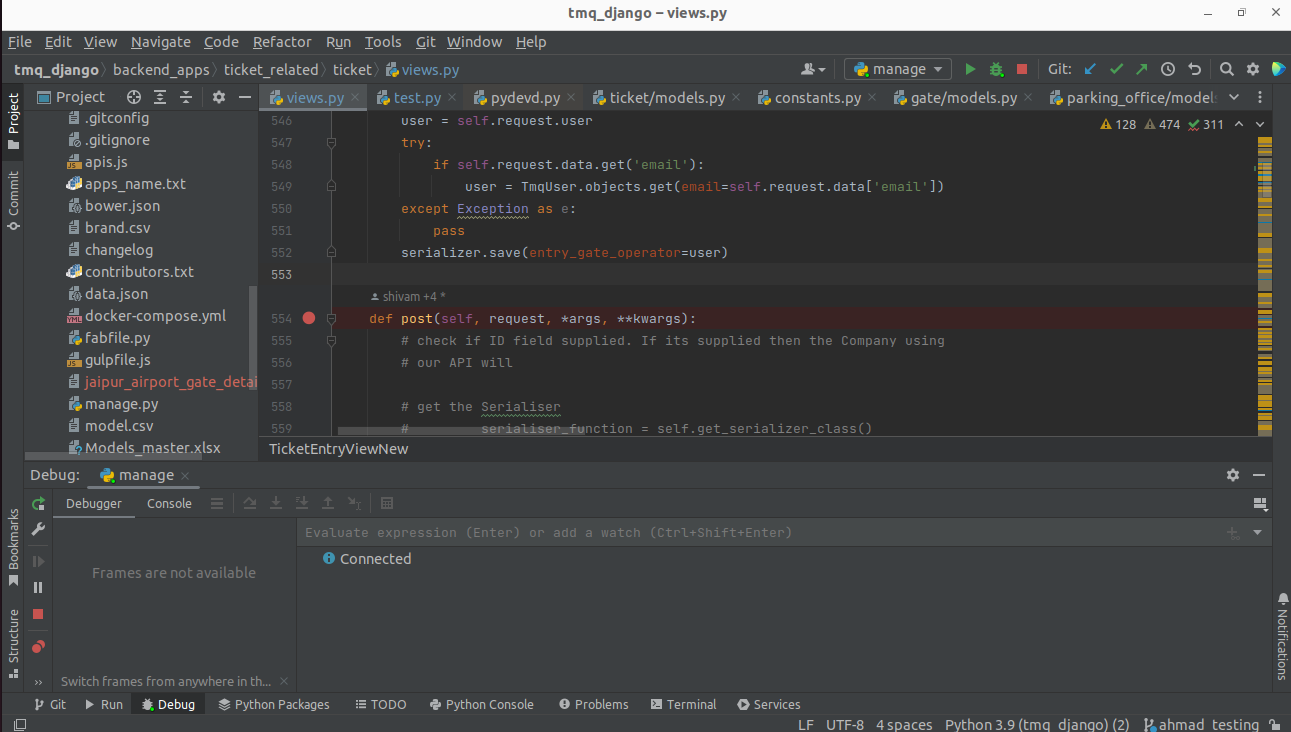 tmq_django – views.py
File Edit View Navigate Code Refactor Run Tools Git Window Help
tmq_django backend_apps ticket_related ticket views.py manage Git:
Project views.py test.py pydevd.py ticket/models.py constants.py gate/models.py parking_office/models
128 474 311
Project
Commit
Bookmarks
Structure
Notifications
.gitconfig
.gitignore
apis.js
apps_name.txt
bower.json
brand.csv
changelog
contributors.txt
data.json
docker-compose.yml
fabfile.py
gulpfile.js
jaipur_airport_gate_detai
manage.py
model.csv
Models_master.xlsx
546 user = self.request.user
547 try:
548 if self.request.data.get('email'):
549 user = TmqUser.objects.get(email=self.request.data['email'])
550 except Exception as e:
551 pass
552 serializer.save(entry_gate_operator=user)
553
shivam +4 *
554 def post(self, request, *args, **kwargs):
555 # check if ID field supplied. If its supplied then the Company using
556 # our API will
557
558 # get the Serialiser
559 # serialiser_function = self.get_serializer_class()
TicketEntryViewNew
Debug: manage
Debugger Console
Evaluate expression (Enter) or add a watch (Ctrl+Shift+Enter)
Connected
Frames are not available
Switch frames from anywhere in th...
Git Run Debug Python Packages TODO Python Console Problems Terminal Services
LF UTF-8 4 spaces Python 3.9 (tmq_django) (2) ahmad_testing